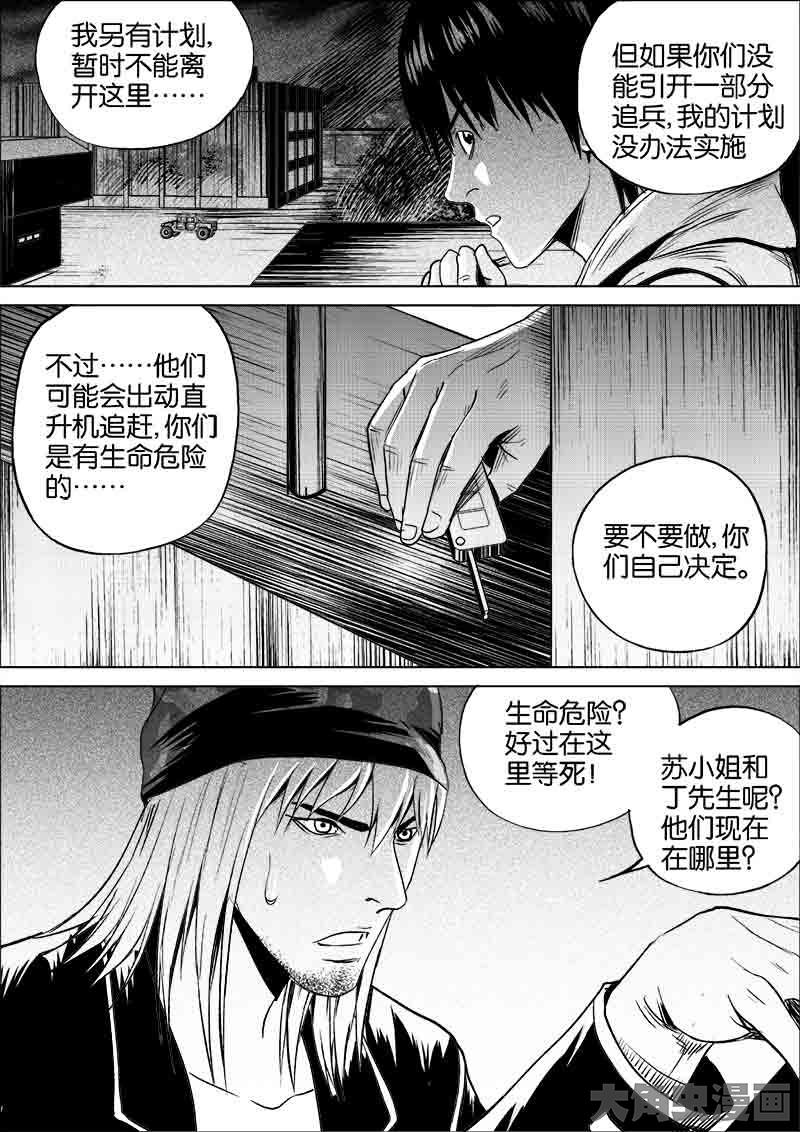 我另有计划,
暂时不能离
开这里……
但如果你们没
能引开一部分
追兵,我的计划
没办法实施
不过……他们
可能会出动直
升机追赶,你们
是有生命危险
的……
要不要做,你
们自己决定。
生命危险?
好过在这
里等死!
苏小姐和
丁先生呢?
他们现在
在哪里?
大角虫漫画